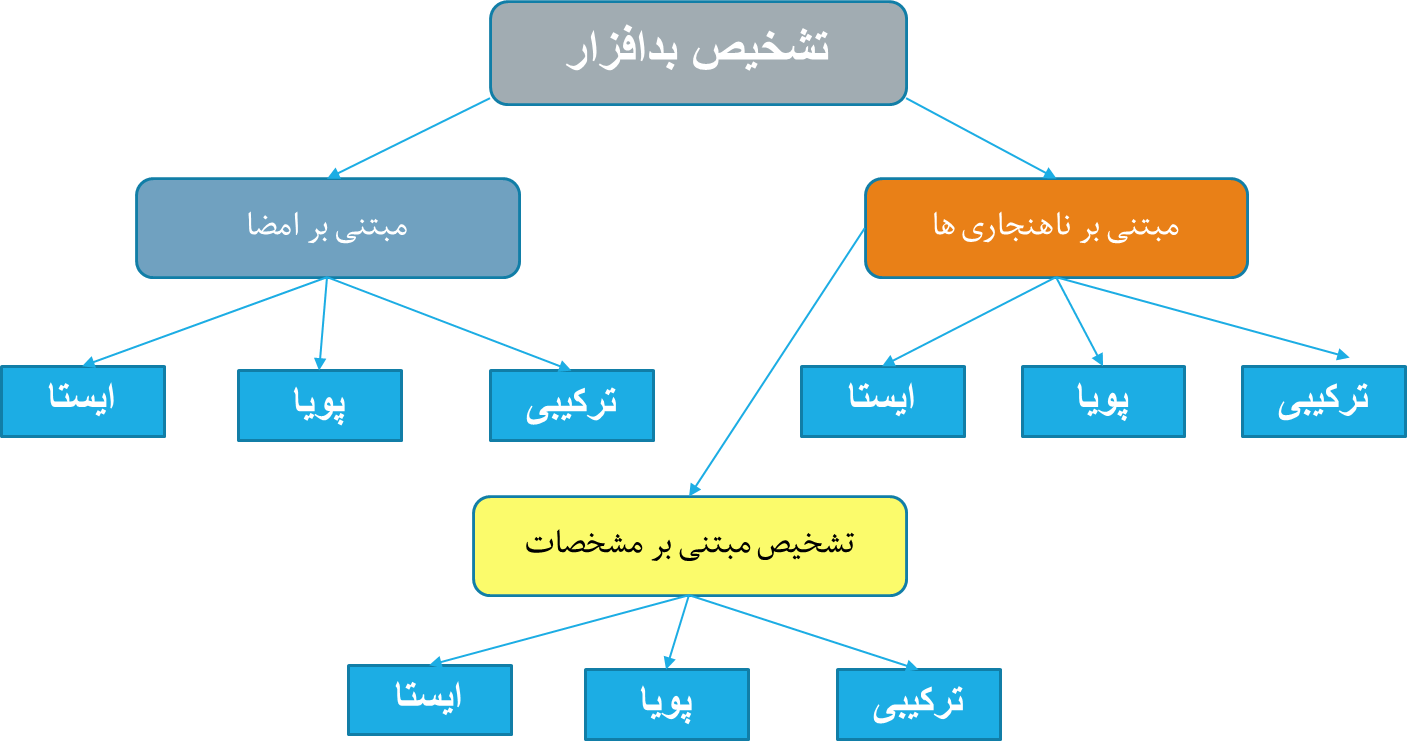 تشخیص بدافزار
مبتنی بر ناهنجاری ها
مبتنی بر امضا
ترکیبی
پویا
ایستا
ترکیبی
پویا
ایستا
تشخیص مبتنی بر مشخصات
ترکیبی
پویا
ایستا